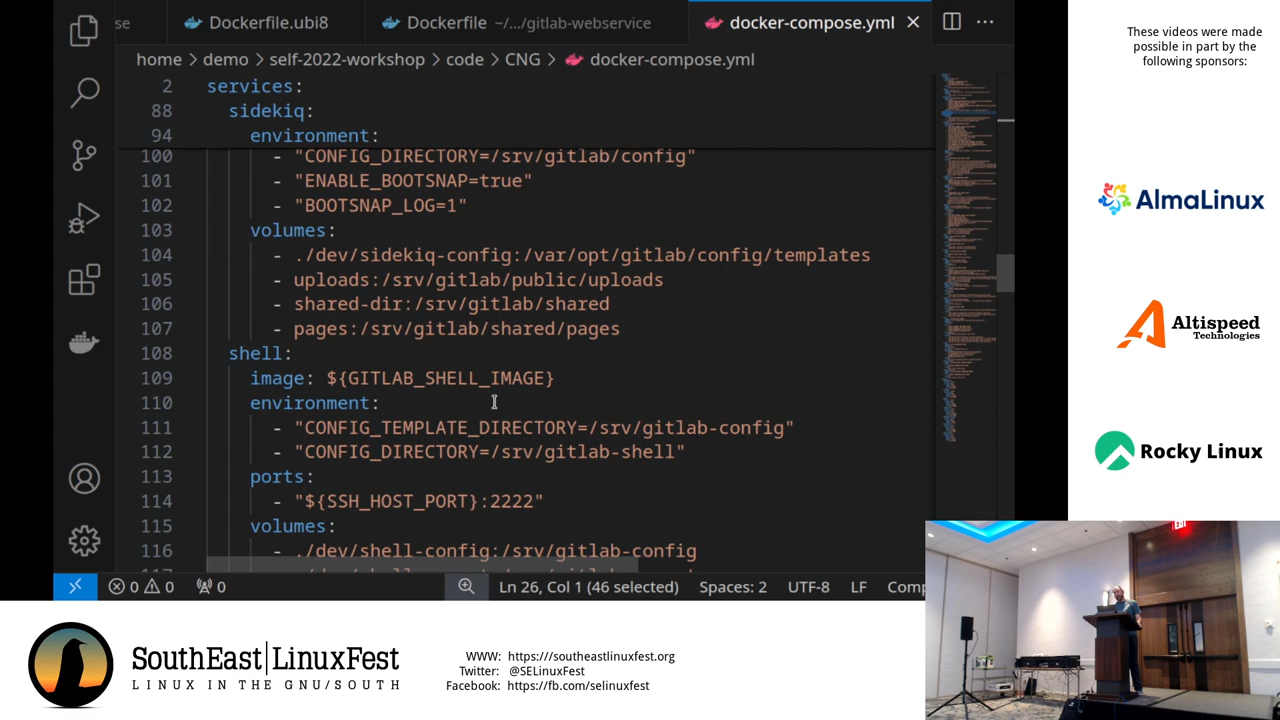 se
Dockerfile.ubi8
Dockerfile ~/.../gitlab-webservice
docker-compose.yml
home > demo > self-2022-workshop > code > CNG > docker-compose.yml
2 services:
88 sidekiq:
94 environment:
100 - "CONFIG_DIRECTORY=/srv/gitlab/config"
101 - "ENABLE_BOOTSNAP=true"
102 - "BOOTSNAP_LOG=1"
103 volumes:
104 - ./dev/sidekiq-config:/var/opt/gitlab/config/templates
105 - uploads:/srv/gitlab/public/uploads
106 - shared-dir:/srv/gitlab/shared
107 - pages:/srv/gitlab/shared/pages
108 shell:
109 image: ${GITLAB_SHELL_IMAGE}
110 environment:
111 - "CONFIG_TEMPLATE_DIRECTORY=/srv/gitlab-config"
112 - "CONFIG_DIRECTORY=/srv/gitlab-shell"
113 ports:
114 - "${SSH_HOST_PORT}:2222"
115 volumes:
116 - ./dev/shell-config:/srv/gitlab-config
0 0 0 Ln 26, Col 1 (46 selected) Spaces: 2 UTF-8 LF Comp
These videos were made
possible in part by the
following sponsors:
AlmaLinux
Altispeed
Technologies
Rocky Linux
EXIT
SouthEast LinuxFest
LINUX IN THE GNU/SOUTH
WWW: https://southeastlinuxfest.org
Twitter: @SELinuxFest
Facebook: https://fb.com/selinuxfest